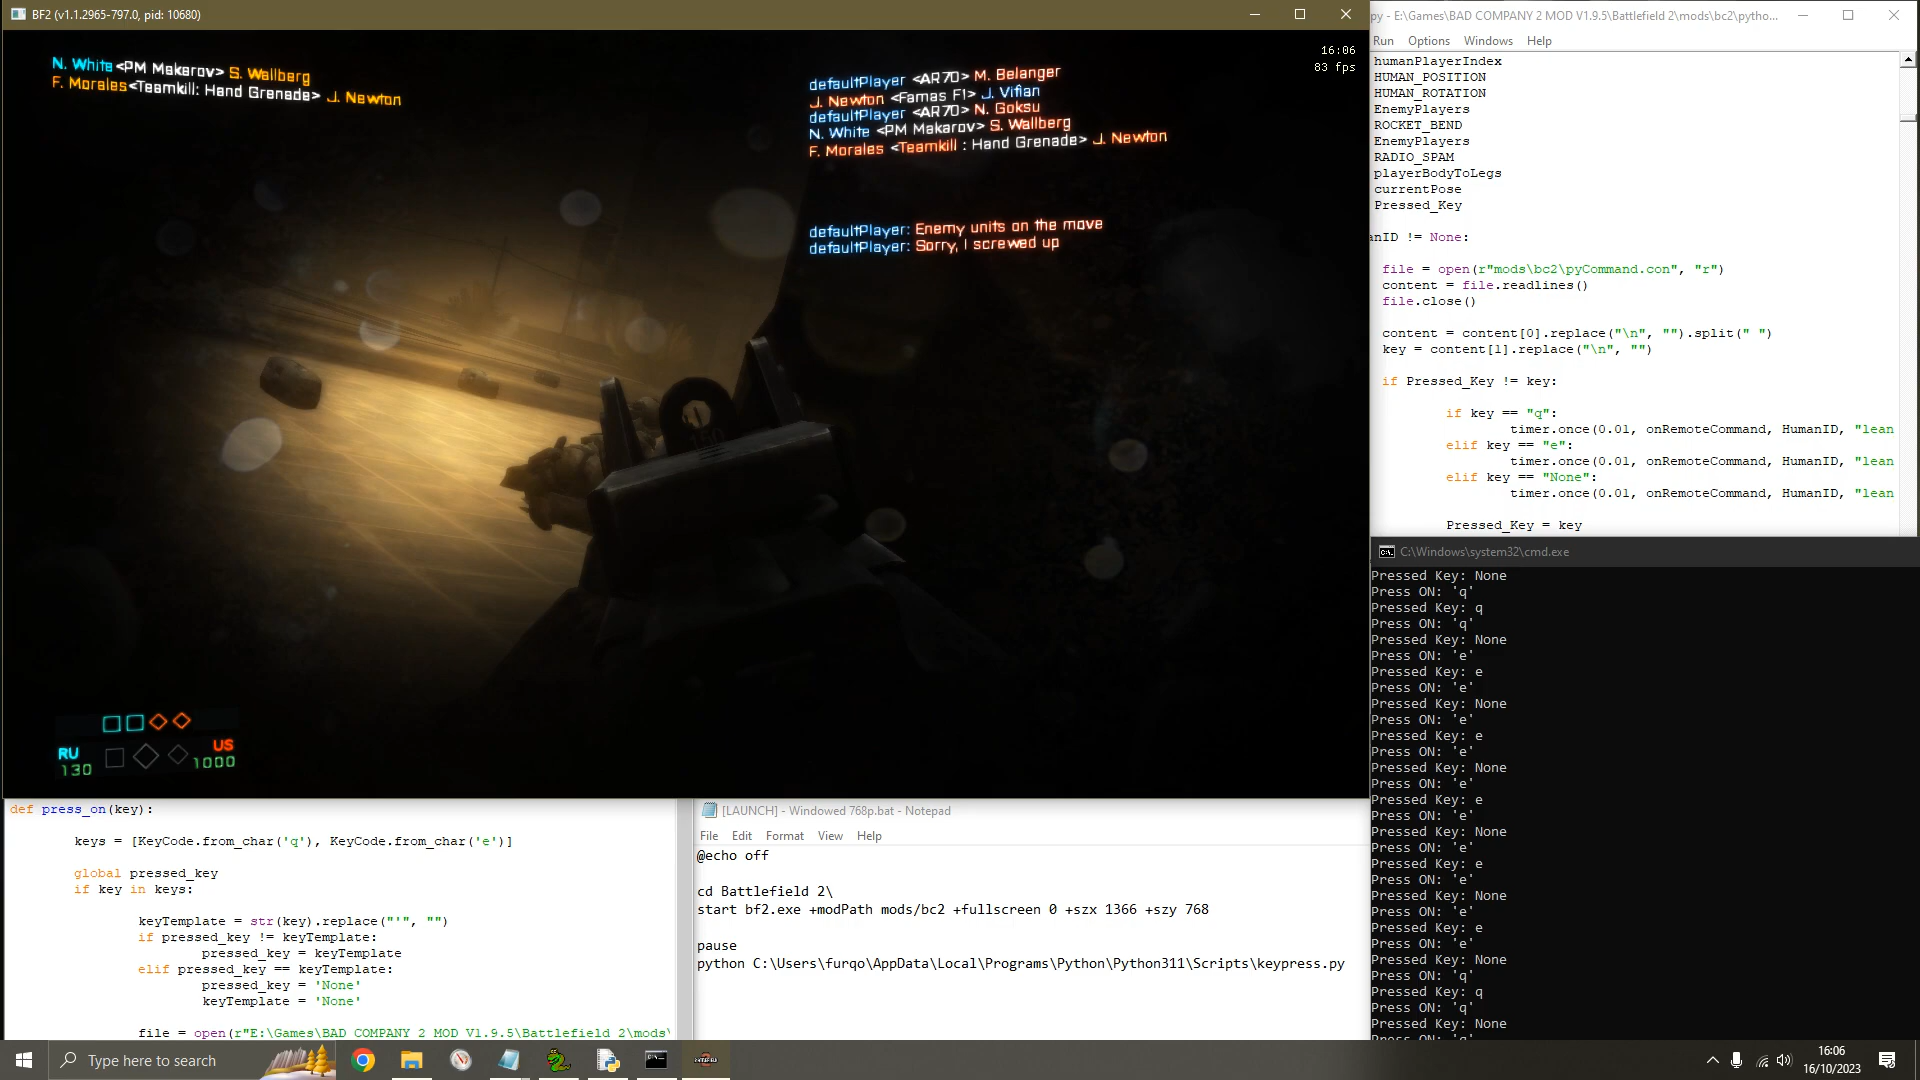 BF2 (v1.1.2965-797.0, pid: 10680)
16:06
83 fps
N. White<PM Makarov> S. Wallberg
F. Morales<Teamkill: Hand Grenade> J. Newton
defaultPlayer <AR70> M. Belanger
J. Newton <Famas F1> J. Vifian
defaultPlayer <AR70> N. Goksu
N. White <PM Makarov> S. Wallberg
F. Morales <Teamkill : Hand Grenade> J. Newton
defaultPlayer: Enemy units on the move
defaultPlayer: Sorry, I screwed up
RU
130
US
1000
py - E:\Games\BAD COMPANY 2 MOD V1.9.5\Battlefield 2\mods\bc2\pytho...
Run Options Windows Help
humanPlayerIndex
HUMAN_POSITION
HUMAN_ROTATION
EnemyPlayers
ROCKET_BEND
EnemyPlayers
RADIO_SPAM
playerBodyToLegs
currentPose
Pressed_Key
anID != None:
file = open(r"mods\bc2\pyCommand.con", "r")
content = file.readlines()
file.close()
content = content[0].replace("\n", "").split(" ")
key = content[1].replace("\n", "")
if Pressed_Key != key:
if key == "q":
timer.once(0.01, onRemoteCommand, HumanID, "lean
elif key == "e":
timer.once(0.01, onRemoteCommand, HumanID, "lean
elif key == "None":
timer.once(0.01, onRemoteCommand, HumanID, "lean
Pressed_Key = key
C:\Windows\system32\cmd.exe
Pressed Key: None
Press ON: 'q'
Pressed Key: q
Press ON: 'q'
Pressed Key: None
Press ON: 'e'
Pressed Key: e
Press ON: 'e'
Pressed Key: None
Press ON: 'e'
Pressed Key: e
Press ON: 'e'
Pressed Key: None
Press ON: 'e'
Pressed Key: e
Press ON: 'e'
Pressed Key: None
Press ON: 'e'
Pressed Key: e
Press ON: 'e'
Pressed Key: None
Press ON: 'e'
Pressed Key: e
Press ON: 'e'
Pressed Key: None
Press ON: 'q'
Pressed Key: q
Press ON: 'q'
Pressed Key: None
Press ON: 'q'
def press_on(key):
keys = [KeyCode.from_char('q'), KeyCode.from_char('e')]
global pressed_key
if key in keys:
keyTemplate = str(key).replace("'", "")
if pressed_key != keyTemplate:
pressed_key = keyTemplate
elif pressed_key == keyTemplate:
pressed_key = 'None'
keyTemplate = 'None'
file = open(r"E:\Games\BAD COMPANY 2 MOD V1.9.5\Battlefield 2\mods\
[LAUNCH] - Windowed 768p.bat - Notepad
File Edit Format View Help
@echo off
cd Battlefield 2\
start bf2.exe +modPath mods/bc2 +fullscreen 0 +szx 1366 +szy 768
pause
python C:\Users\furqo\AppData\Local\Programs\Python\Python311\Scripts\keypress.py
Type here to search
16:06
16/10/2023